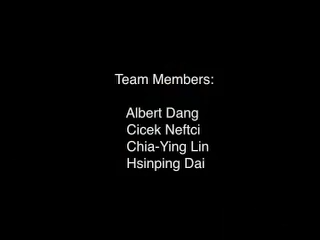 Team Members:
Albert Dang
Cicek Neftci
Chia-Ying Lin
Hsinping Dai